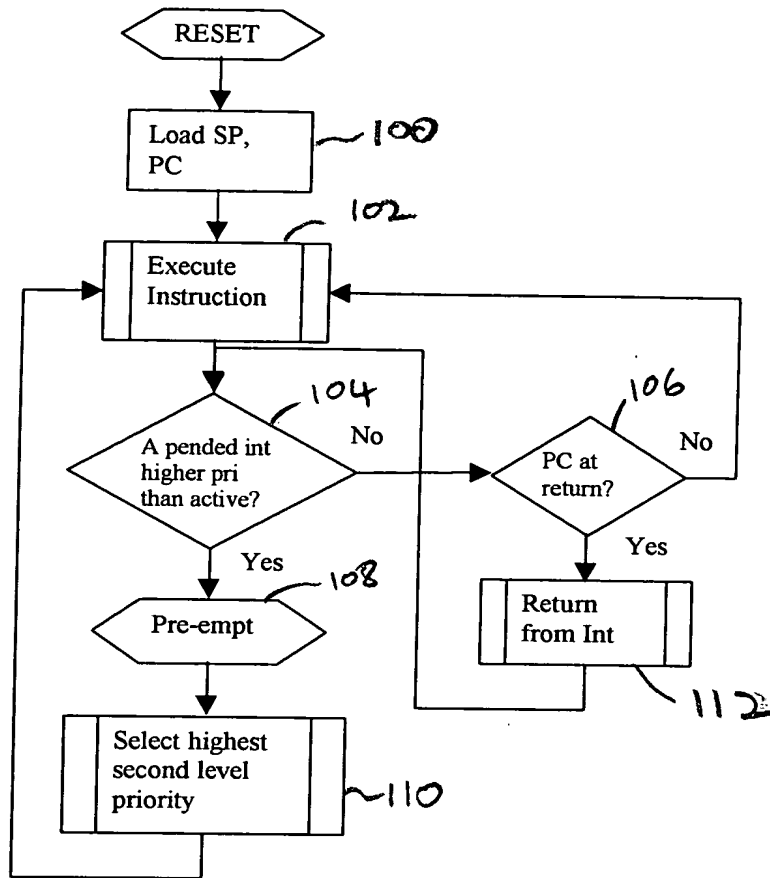 RESET
Load SP,
PC
100
102
Execute
Instruction
104
A pended int
higher pri
than active?
No
106
PC at
return?
No
Yes
Yes
108
Pre-empt
Return
from Int
112
Select highest
second level
priority
110